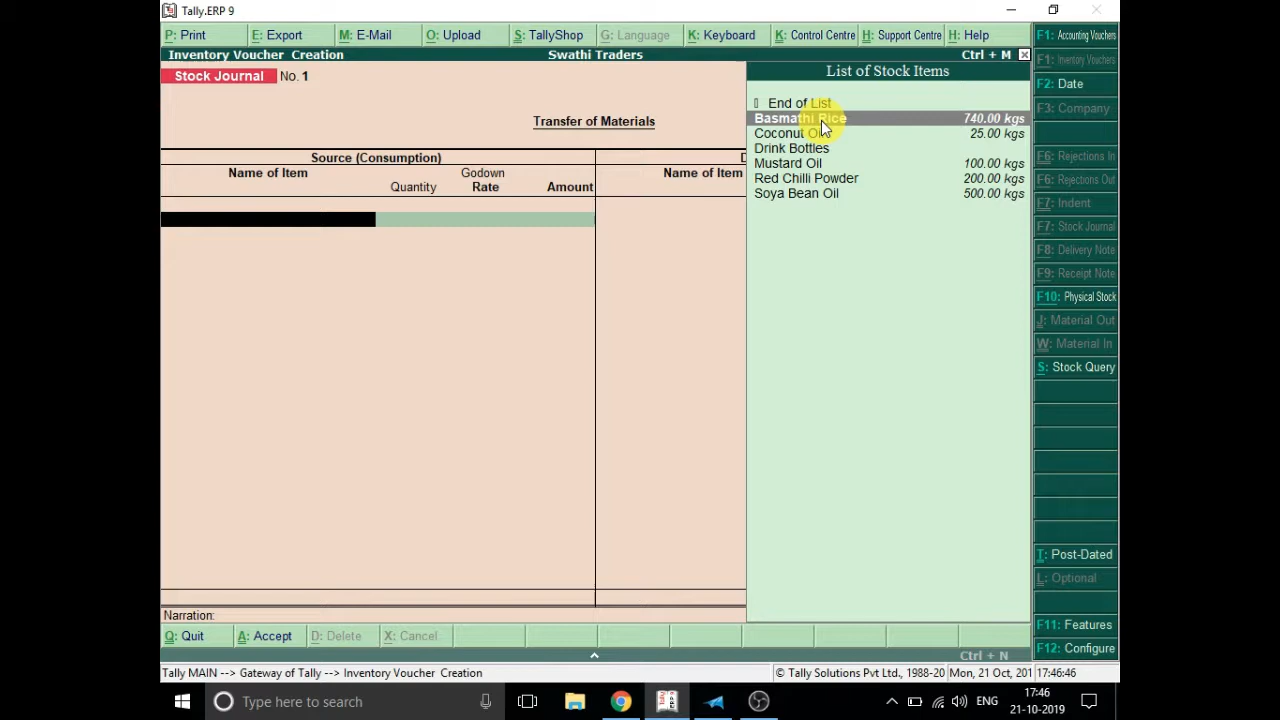 Tally.ERP 9
P: Print E: Export M: E-Mail O: Upload S: TallyShop G: Language K: Keyboard K: Control Centre H: Support Centre H: Help
Inventory Voucher Creation Swathi Traders Ctrl + M
Stock Journal No. 1
Transfer of Materials
Source (Consumption) D
Name of Item Godown Name of Item
Quantity Rate Amount
Narration:
List of Stock Items
End of List
Basmathi Rice 740.00 kgs
Coconut 25.00 kgs
Drink Bottles
Mustard Oil 100.00 kgs
Red Chilli Powder 200.00 kgs
Soya Bean Oil 500.00 kgs
F1: Accounting Vouchers
F1: Inventory Vouchers
F2: Date
F3: Company
F6: Rejections In
F6: Rejections Out
F7: Indent
F7: Stock Journal
F8: Delivery Note
F9: Receipt Note
F10: Physical Stock
J: Material Out
W: Material In
S: Stock Query
T: Post-Dated
L: Optional
F11: Features
F12: Configure
Q: Quit A: Accept D: Delete X: Cancel
Ctrl + N
Tally MAIN --> Gateway of Tally --> Inventory Voucher Creation © Tally Solutions Pvt Ltd., 1988-20 Mon, 21 Oct, 201 17:46:46
Type here to search ENG 17:46
21-10-2019